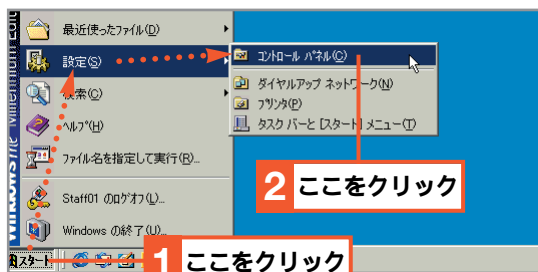 最近使ったファイル(D)
設定(S)
検索(C)
ヘルプ(H)
ファイル名を指定して実行(R)...
Staff01 のログオフ(L)...
Windows の終了(U)...
コントロール パネル(C)
ダイヤルアップ ネットワーク(N)
プリンタ(P)
タスク バーと [スタート] メニュー(T)
2 ここをクリック
スタート
1 ここをクリック
WindowsThe Millennium Edit